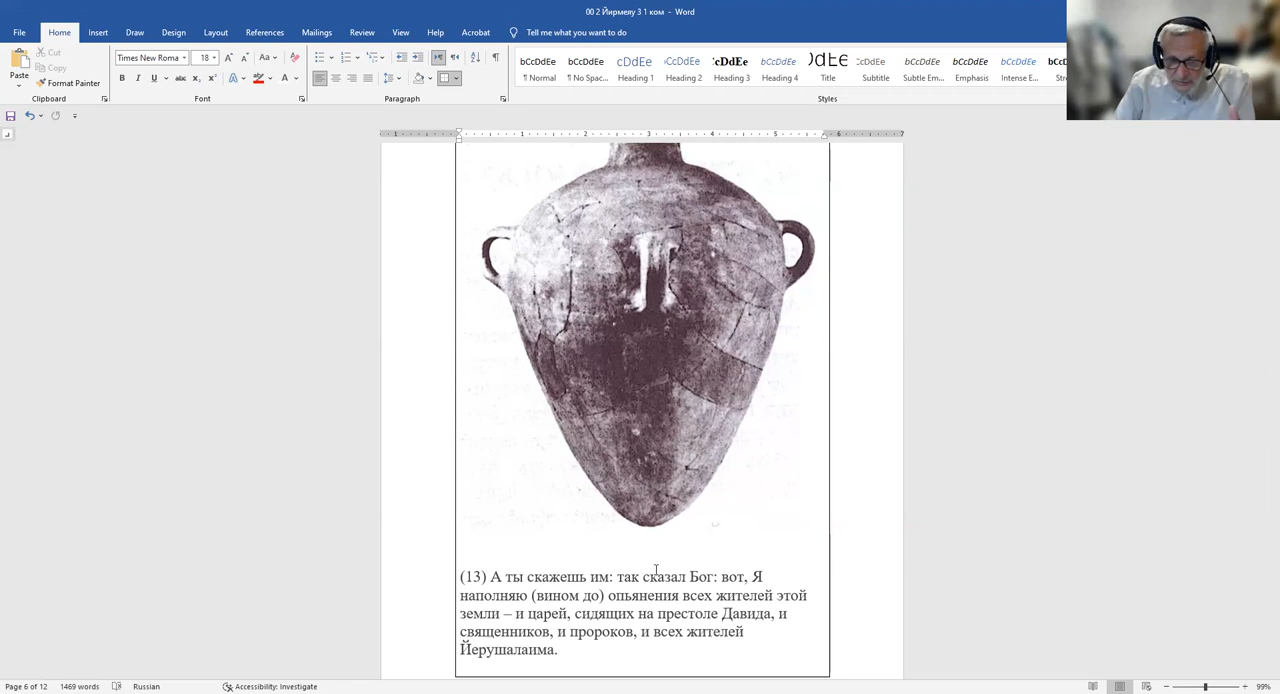 00 2 Йирмеяу 3 1 ком - Word
File Home Insert Draw Design Layout References Mailings Review View Help Acrobat Tell me what you want to do
Paste
Cut
Copy
Format Painter
Clipboard
Times New Roma 18
Font
Paragraph
¶ Normal
¶ No Spac...
Heading 1
Heading 2
Heading 3
Heading 4
Title
Subtitle
Subtle Em...
Emphasis
Intense E...
Styles
(13) А ты скажешь им: так сказал Бог: вот, Я
наполняю (вином до) опьянения всех жителей этой
земли – и царей, сидящих на престоле Давида, и
священников, и пророков, и всех жителей
Йерушалаима.
Page 6 of 12 1469 words Russian Accessibility: Investigate 99%